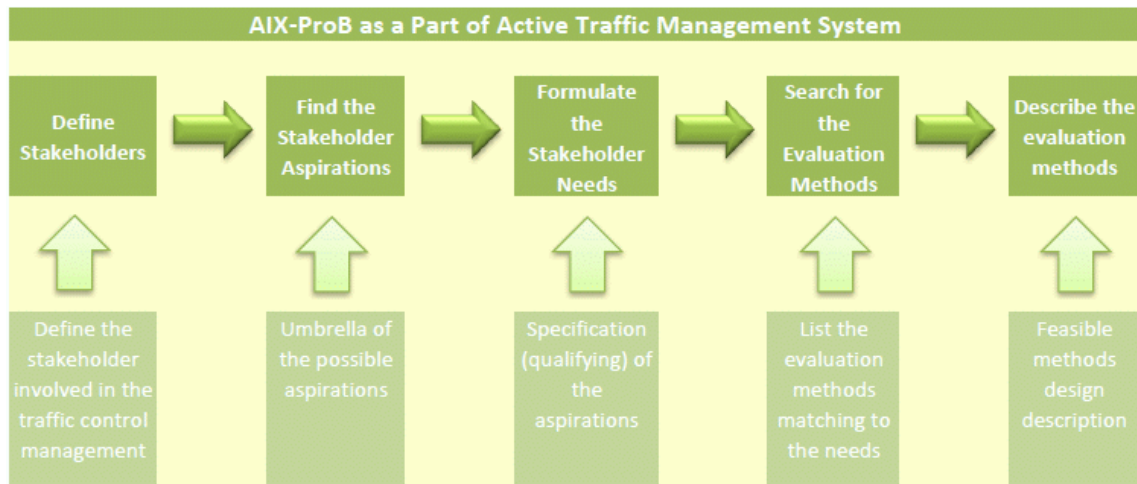 AIX-ProB as a Part of Active Traffic Management System
Define
Stakeholders
Find the
Stakeholder
Aspirations
Formulate
the
Stakeholder
Needs
Search for
the
Evaluation
Methods
Describe the
evaluation
methods
Define the
stakeholder
involved in the
traffic control
management
Umbrella of
the possible
aspirations
Specification
(qualifying) of
the
aspirations
List the
evaluation
methods
matching to
the needs
Feasible
methods
design
description